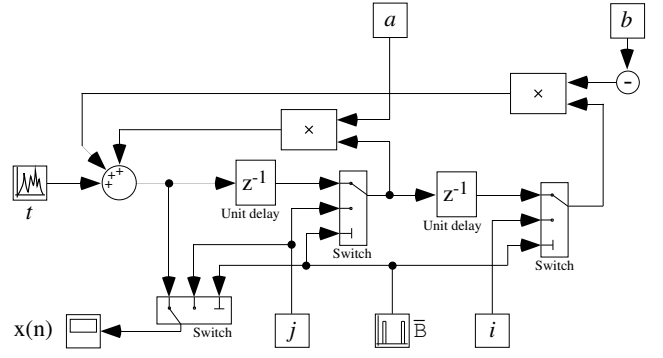 a
b
×
×
+
+
+
-
t
z-1
Unit delay
Switch
z-1
Unit delay
Switch
x(n)
Switch
j
B̅
i